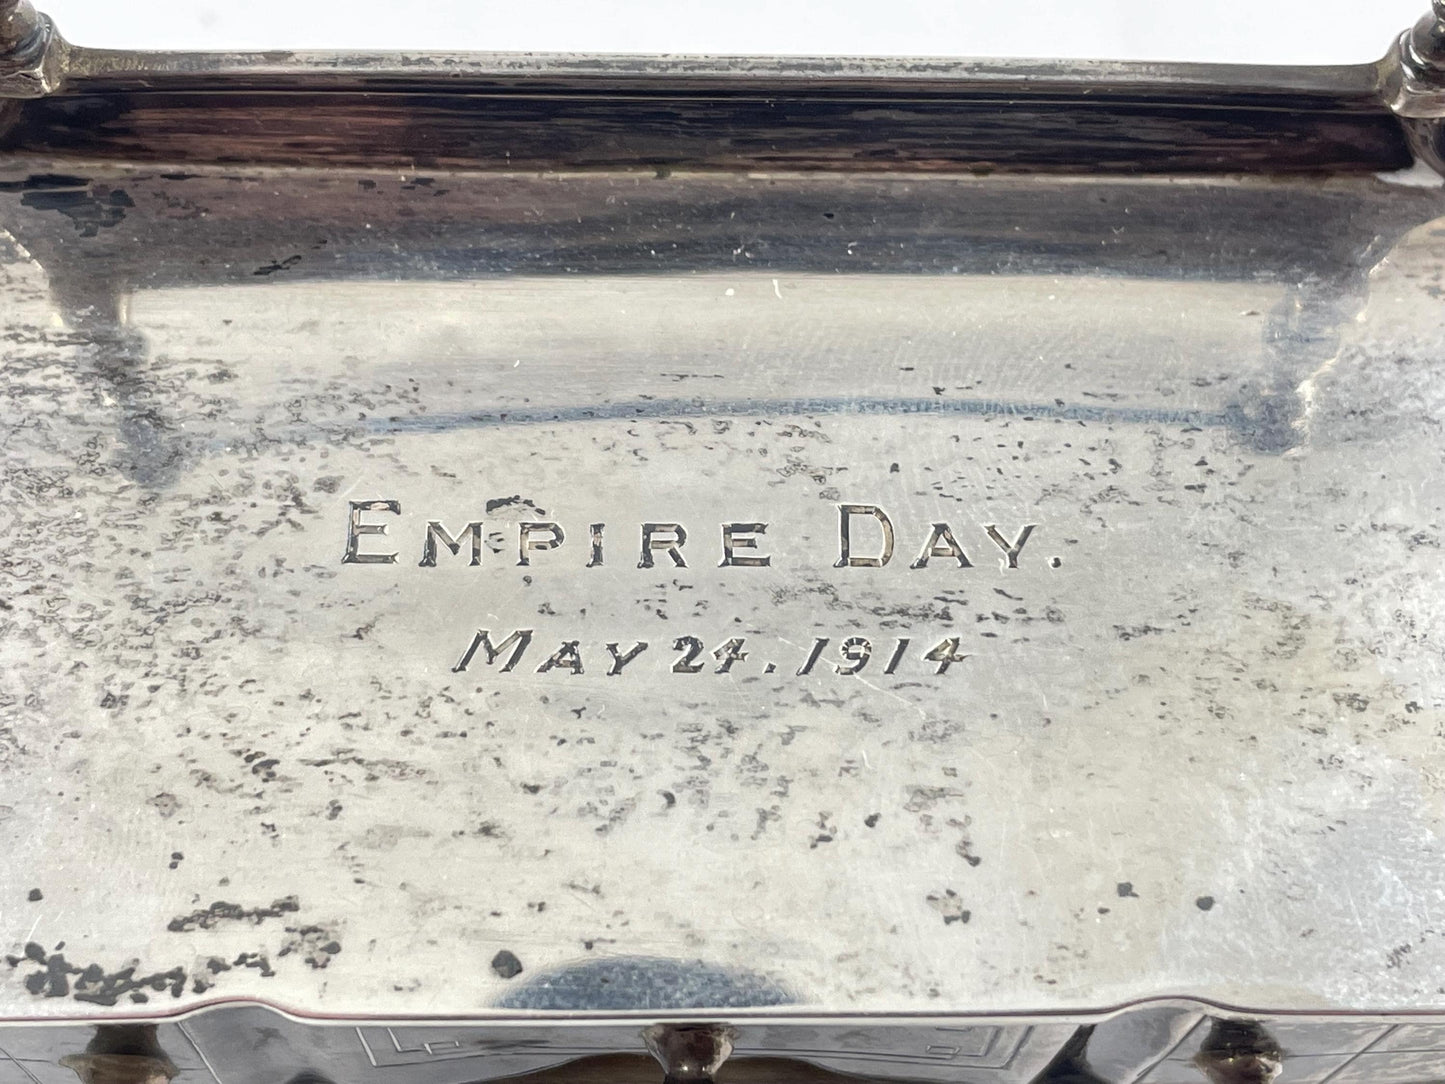 EMPIRE DAY.
MAY 24. 1914